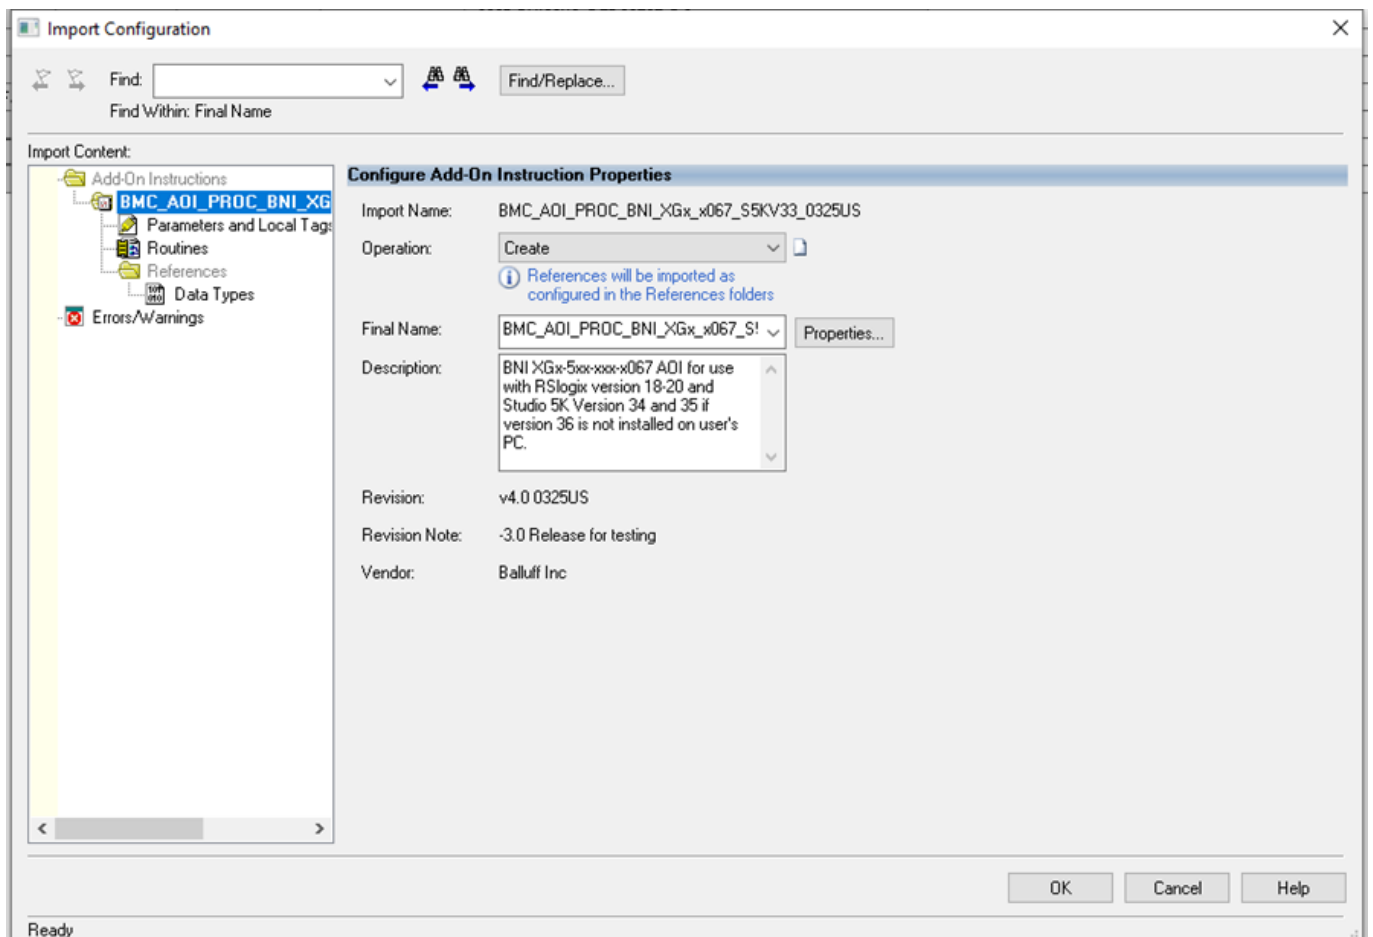 Import Configuration
Find:
Find/Replace...
Find Within: Final Name
Import Content:
Add-On Instructions
BMC_AOI_PROC_BNI_XG
Parameters and Local Tag:
Routines
References
Data Types
Errors/Warnings
Configure Add-On Instruction Properties
Import Name: BMC_AOI_PROC_BNI_XGx_x067_S5KV33_0325US
Operation: Create
References will be imported as
configured in the References folders
Final Name: BMC_AOI_PROC_BNI_XGx_x067_S! Properties...
Description: BNI XGx-5xx-xxx-x067 AOI for use
with RSlogix version 18-20 and
Studio 5K Version 34 and 35 if
version 36 is not installed on user's
PC.
Revision: v4.0 0325US
Revision Note: -3.0 Release for testing
Vendor: Balluff Inc
OK Cancel Help
Ready